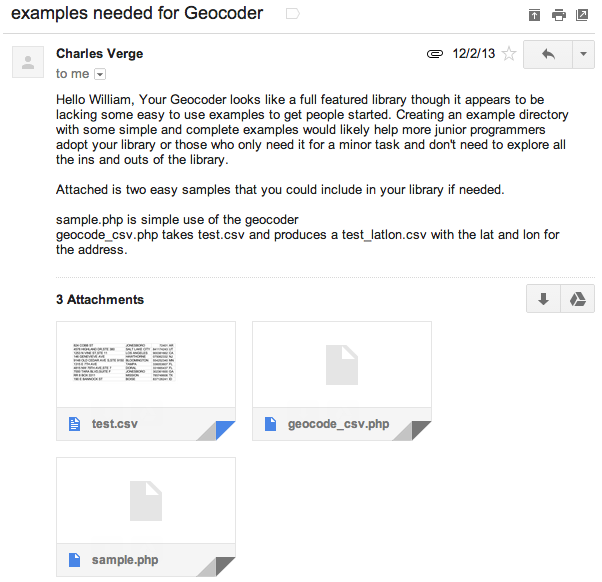 examples needed for Geocoder
Charles Verge
12/2/13
to me
Hello William, Your Geocoder looks like a full featured library though it appears to be
lacking some easy to use examples to get people started. Creating an example directory
with some simple and complete examples would likely help more junior programmers
adopt your library or those who only need it for a minor task and don't need to explore all
the ins and outs of the library.
Attached is two easy samples that you could include in your library if needed.
sample.php is simple use of the geocoder
geocode_csv.php takes test.csv and produces a test_latlon.csv with the lat and lon for
the address.
3 Attachments
test.csv
geocode_csv.php
sample.php